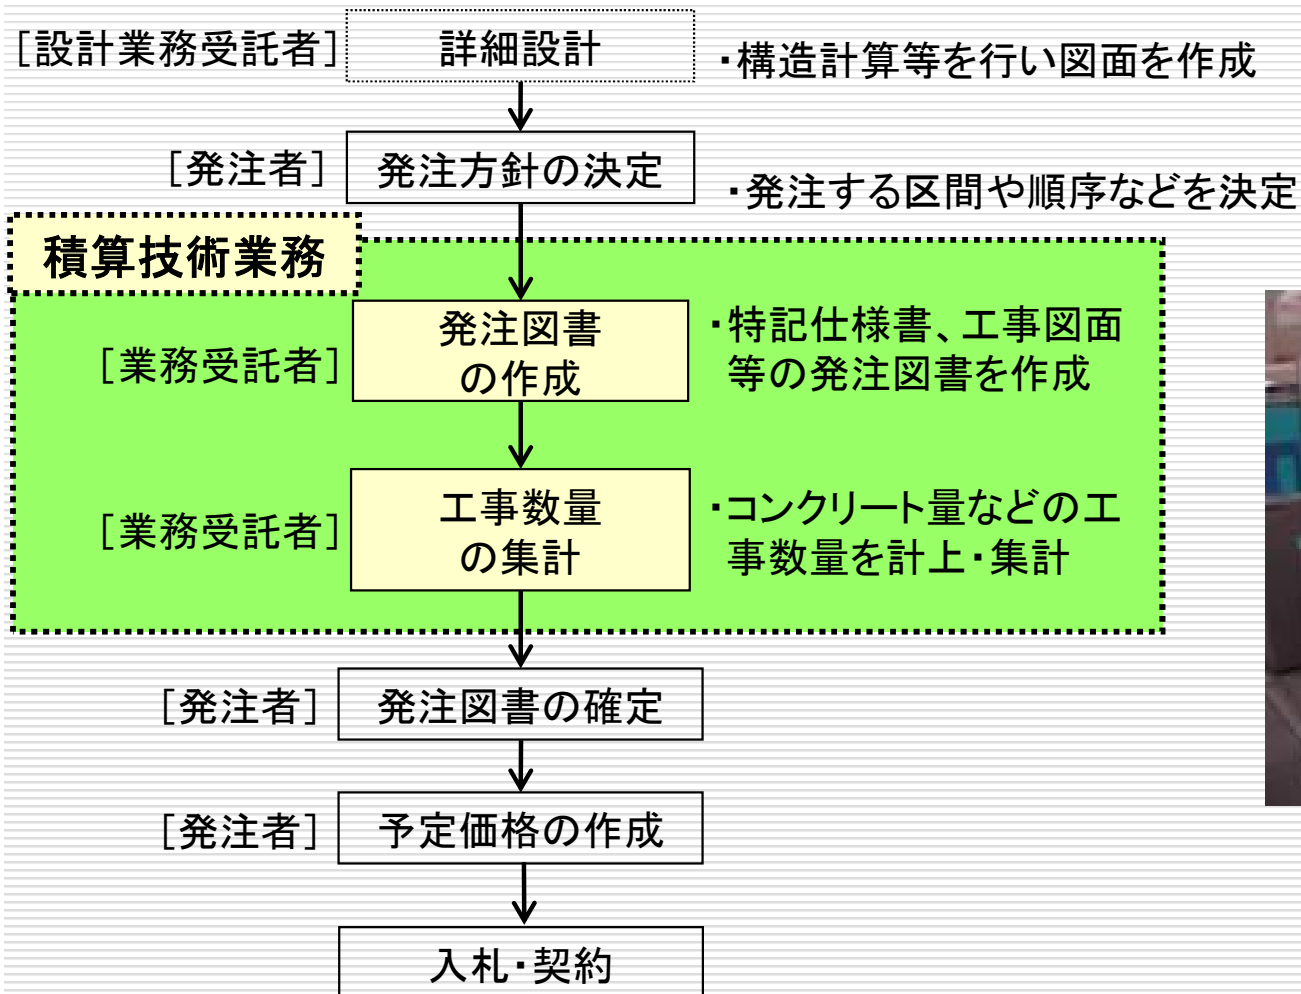 [設計業務受託者] 詳細設計 ・構造計算等を行い図面を作成
[発注者] 発注方針の決定 ・発注する区間や順序などを決定
積算技術業務
[業務受託者] 発注図書 ・特記仕様書、工事図面
の作成 等の発注図書を作成
[業務受託者] 工事数量 ・コンクリート量などの工
の集計 事数量を計上・集計
[発注者] 発注図書の確定
[発注者] 予定価格の作成
入札・契約